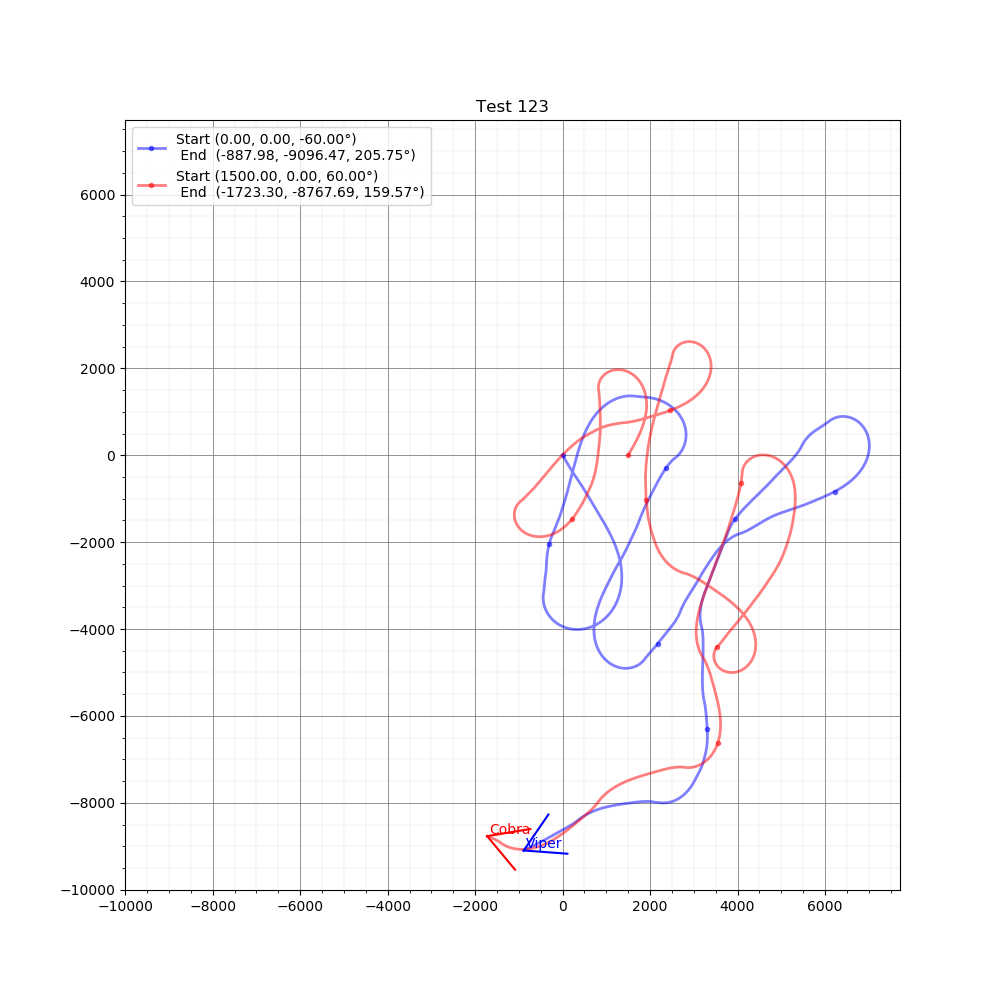 Test 123
Start (0.00, 0.00, -60.00°)
End (-887.98, -9096.47, 205.75°)
Start (1500.00, 0.00, 60.00°)
End (-1723.30, -8767.69, 159.57°)
6000
4000
2000
0
−2000
−4000
−6000
−8000
−10000
Cobra
Viper
−10000 −8000 −6000 −4000 −2000 0 2000 4000 6000